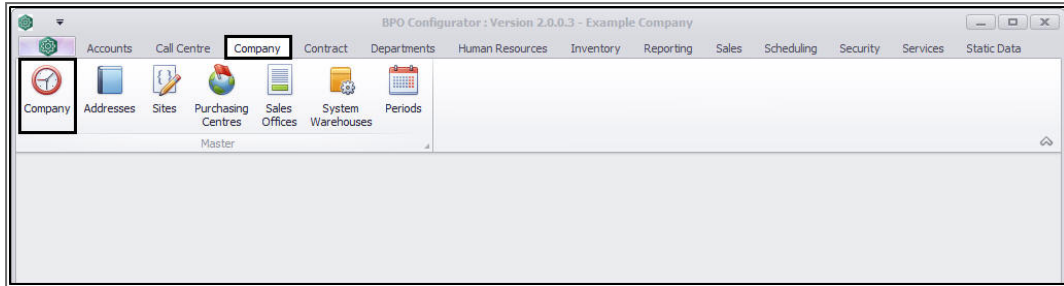 BPO Configurator : Version 2.0.0.3 - Example Company
Accounts Call Centre Company Contract Departments Human Resources Inventory Reporting Sales Scheduling Security Services Static Data
Company Addresses Sites Purchasing Sales System Periods
Centres Offices Warehouses
Master